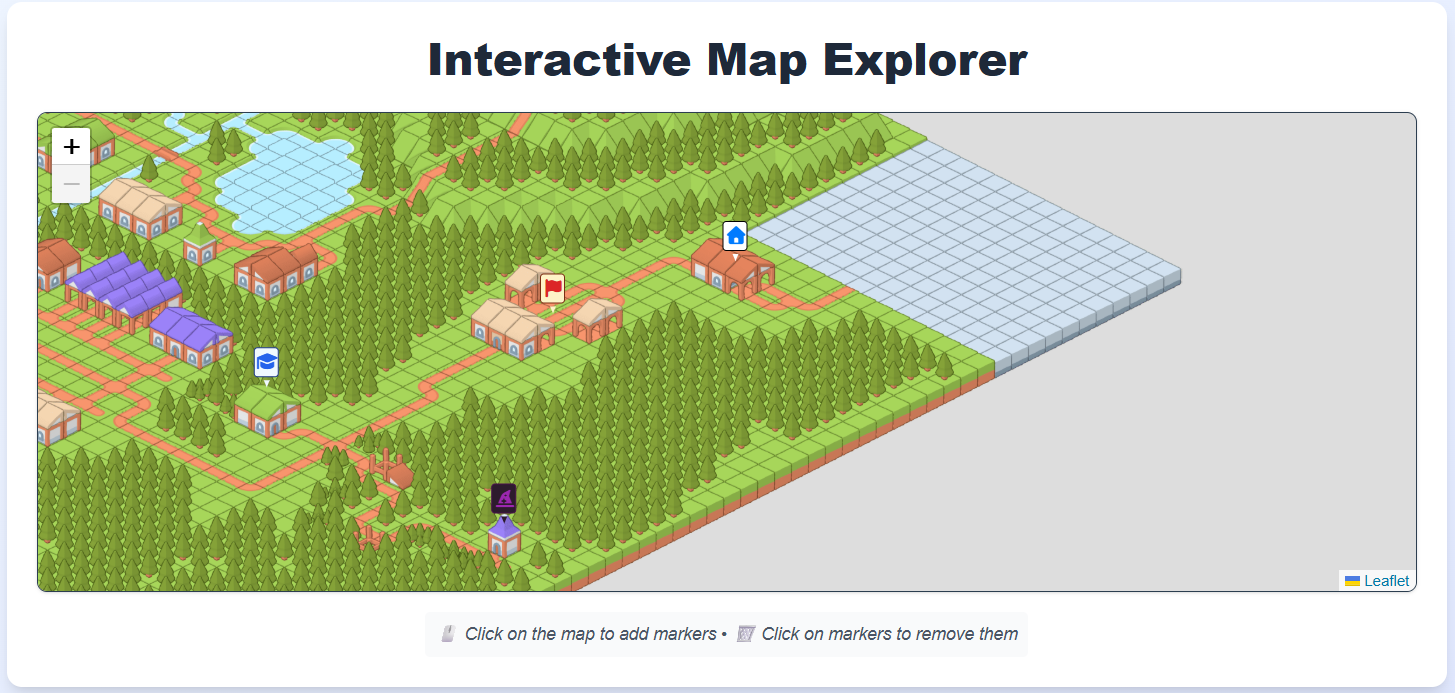 Interactive Map Explorer
+
−
Leaflet
Click on the map to add markers • Click on markers to remove them